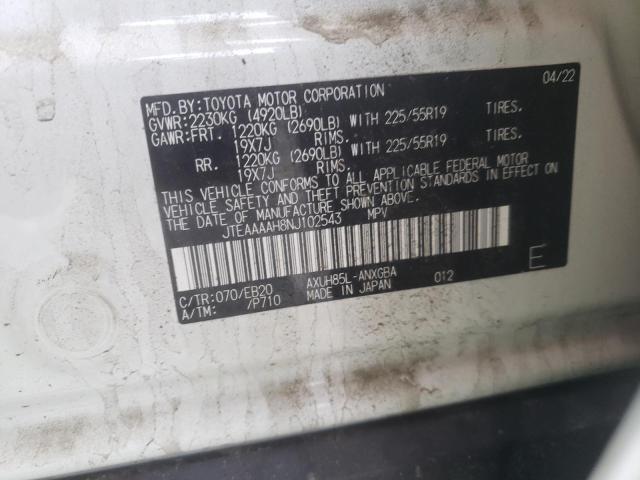 MFD.BY:TOYOTA MOTOR CORPORATION 04/22
GVWR:2230KG (4920LB)
GAWR:FRT. 1220KG (2690LB) WITH 225/55R19 TIRES.
19X7J RIMS.
RR. 1220KG (2690LB) WITH 225/55R19 TIRES.
19X7J RIMS.
THIS VEHICLE CONFORMS TO ALL APPLICABLE FEDERAL MOTOR
VEHICLE SAFETY AND THEFT PREVENTION STANDARDS IN EFFECT ON
THE DATE OF MANUFACTURE SHOWN ABOVE.
JTEAAAAH8NJ102543 MPV
C/TR:070/EB20 AXUH85L-ANXGBA 012 E
A/TM: /P710 MADE IN JAPAN